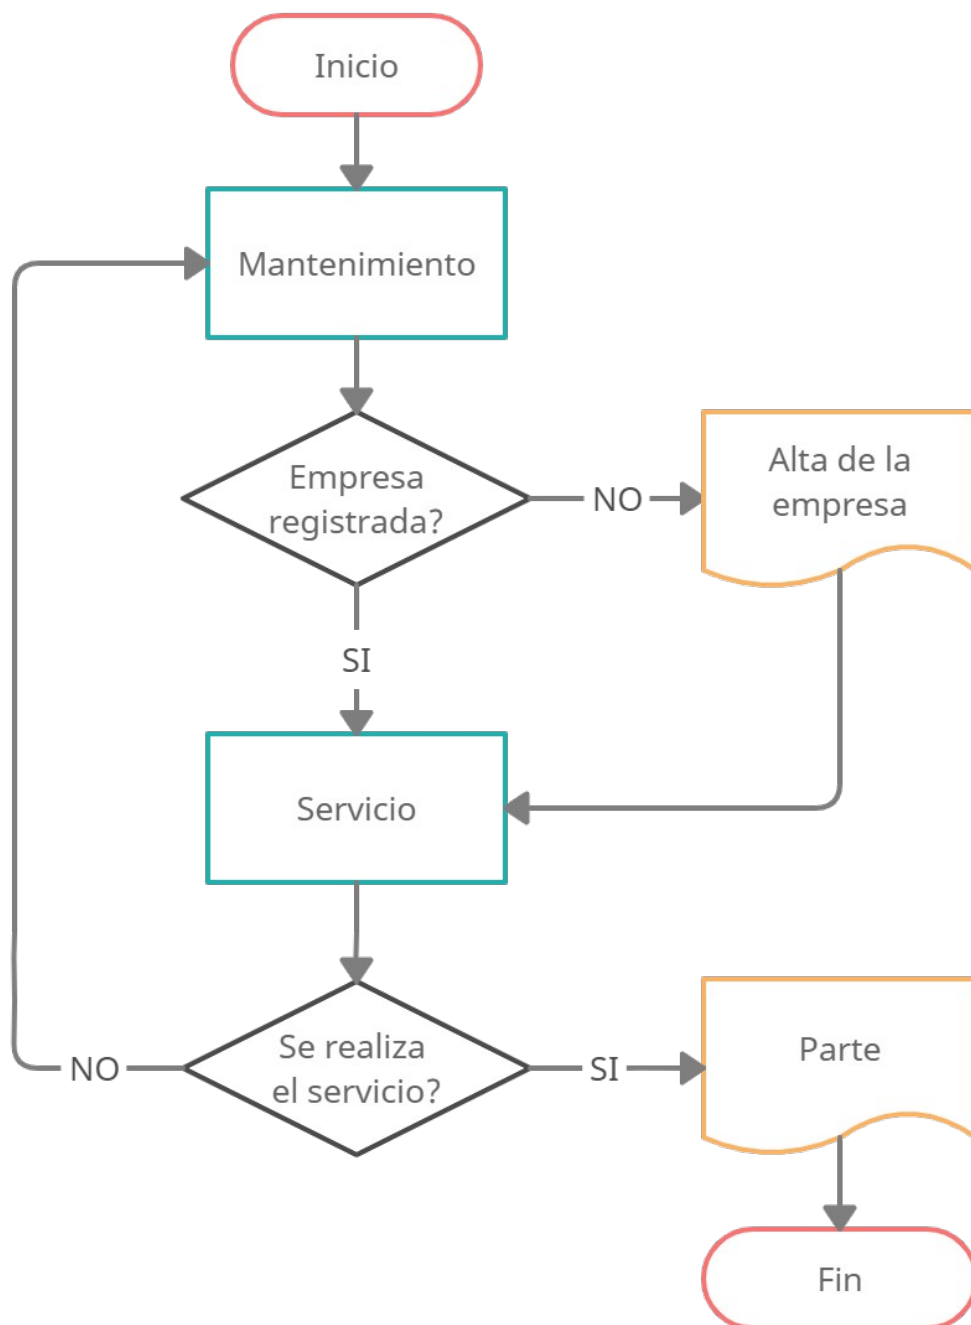 Inicio
Mantenimiento
Empresa
registrada?
NO
Alta de la
empresa
SI
Servicio
Se realiza
el servicio?
NO
SI
Parte
Fin